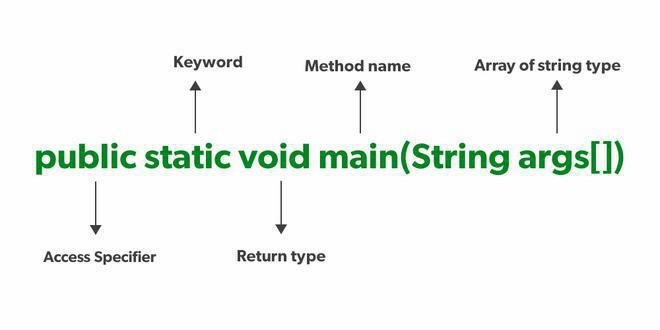 Keyword
Method name
Array of string type
public static void main(String args[])
Access Specifier
Return type